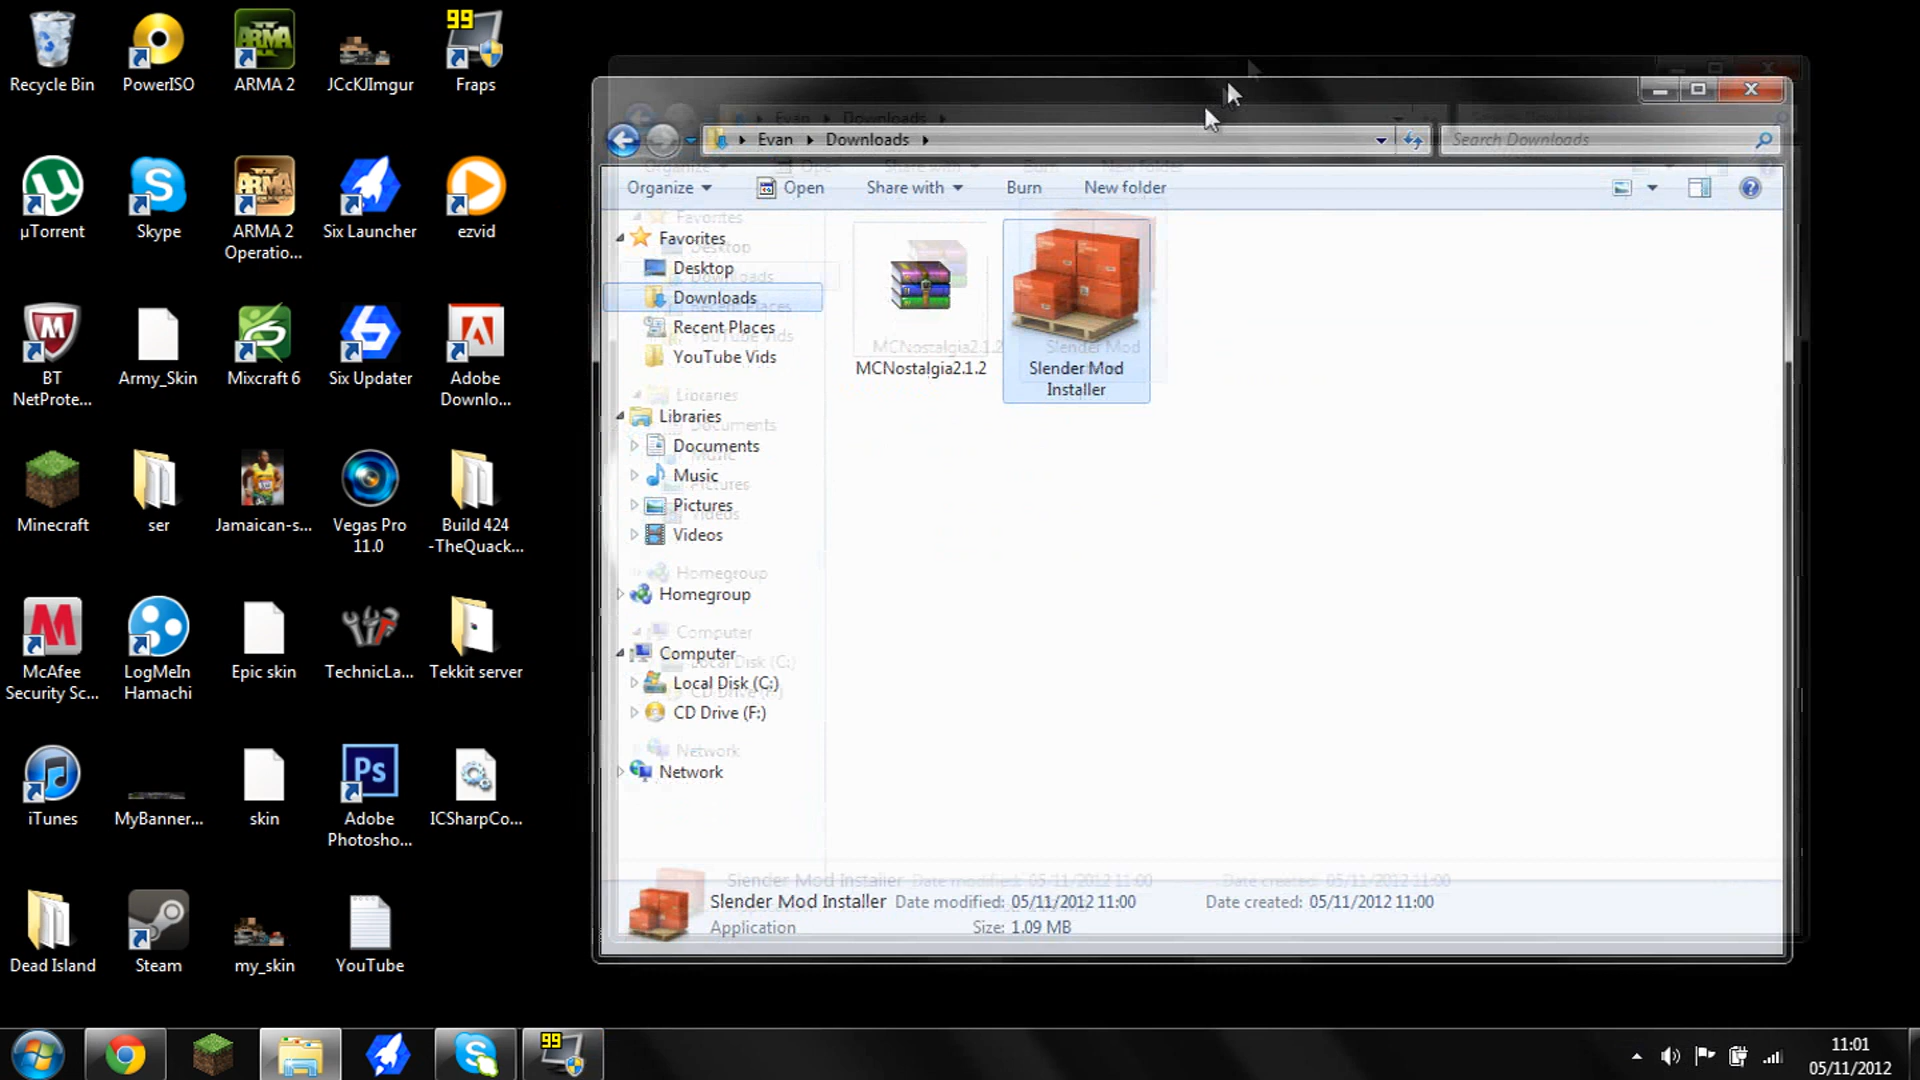 Recycle Bin
PowerISO
ARMA 2
JCcKJImgur
99
Fraps
µTorrent
Skype
ARMA 2
Operatio...
Six Launcher
ezvid
BT
NetProte...
Army_Skin
Mixcraft 6
Six Updater
Adobe
Downlo...
Minecraft
ser
Jamaican-s...
Vegas Pro
11.0
Build 424
-TheQuack...
McAfee
Security Sc...
LogMeIn
Hamachi
Epic skin
TechnicLa...
Tekkit server
iTunes
MyBanner...
skin
Ps
Adobe
Photosho...
ICSharpCo...
Dead Island
Steam
my_skin
YouTube
Evan
Downloads
Search Downloads
Organize
Open
Share with
Burn
New folder
Favorites
Desktop
Downloads
Recent Places
YouTube Vids
Libraries
Documents
Music
Pictures
Videos
Homegroup
Computer
Local Disk (C:)
CD Drive (F:)
Network
MCNostalgia2.1.2
Slender Mod
Installer
Slender Mod Installer Date modified: 05/11/2012 11:00 Date created: 05/11/2012 11:00
Application Size: 1.09 MB
99
11:01
05/11/2012